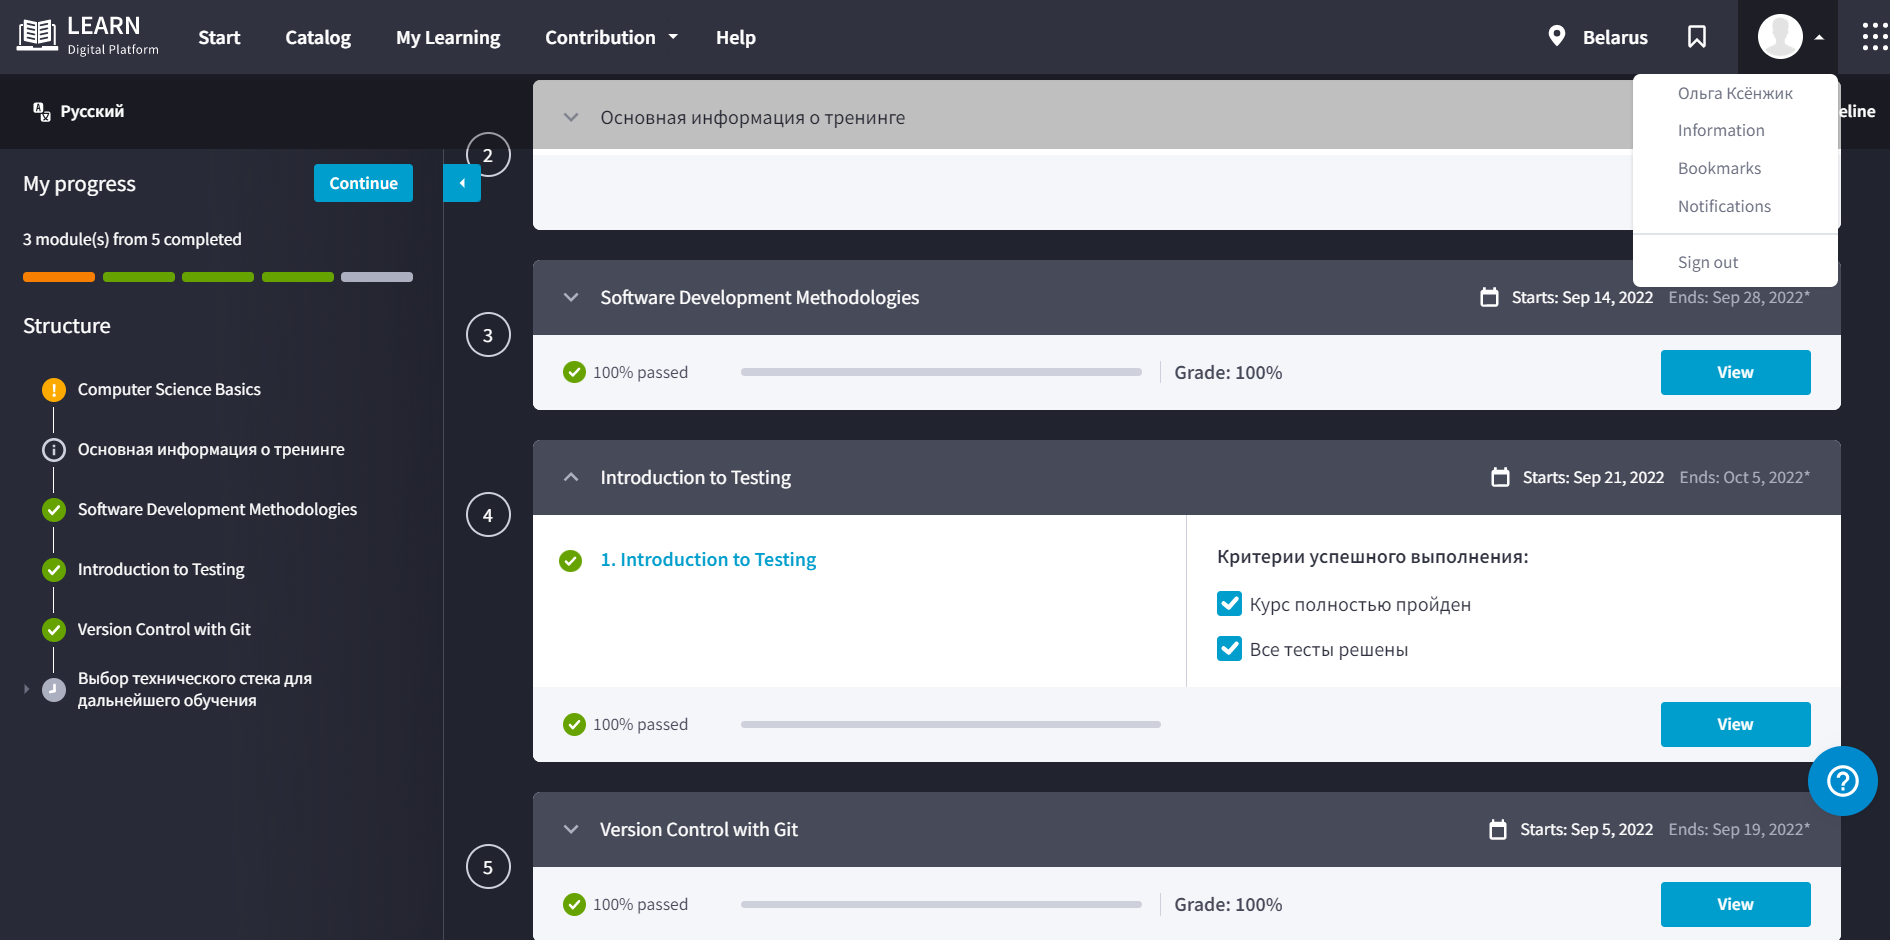 LEARN
Digital Platform
Start
Catalog
My Learning
Contribution
Help
Belarus
Русский
Ольга Ксёнжик
Information
Bookmarks
Notifications
Sign out
eline
My progress
Continue
3 module(s) from 5 completed
Structure
Computer Science Basics
Основная информация о тренинге
Software Development Methodologies
Introduction to Testing
Version Control with Git
Выбор технического стека для
дальнейшего обучения
2
Основная информация о тренинге
3
Software Development Methodologies
Starts: Sep 14, 2022
Ends: Sep 28, 2022*
100% passed
Grade: 100%
View
4
Introduction to Testing
Starts: Sep 21, 2022
Ends: Oct 5, 2022*
1. Introduction to Testing
Критерии успешного выполнения:
Курс полностью пройден
Все тесты решены
100% passed
View
5
Version Control with Git
Starts: Sep 5, 2022
Ends: Sep 19, 2022*
100% passed
Grade: 100%
View